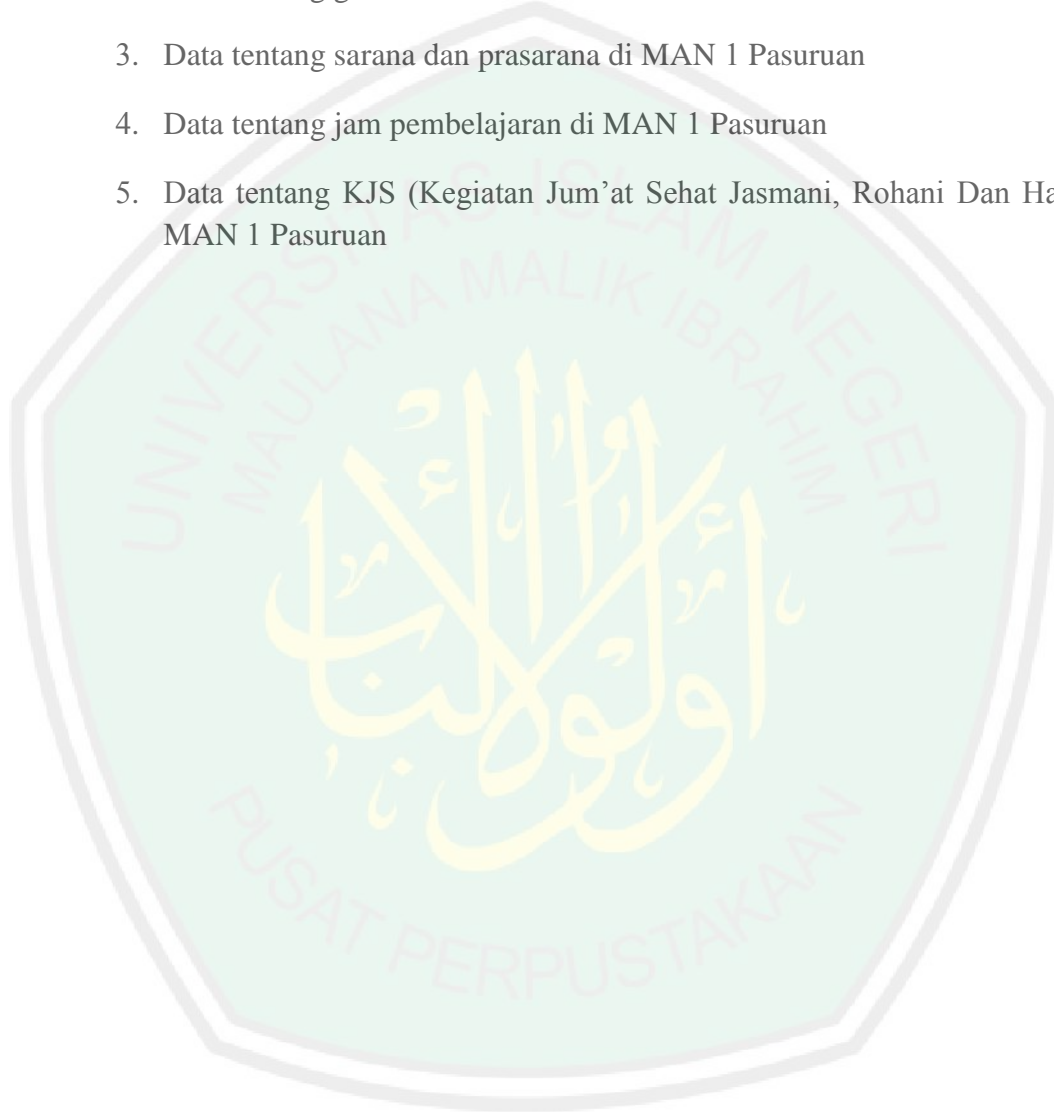 3. Data tentang sarana dan prasarana di MAN 1 Pasuruan
4. Data tentang jam pembelajaran di MAN 1 Pasuruan
5. Data tentang KJS (Kegiatan Jum’at Sehat Jasmani, Rohani Dan
MAN 1 Pasuruan
UNIVERSITAS ISLAM NEGERI
MAULANA MALIK IBRAHIM
أولوا الألباب
PUSAT PERPUSTAKAAN